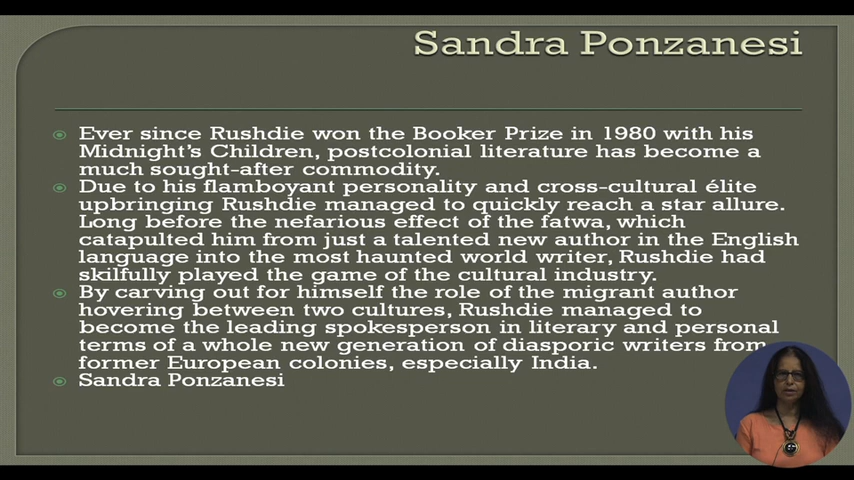 Sandra Ponzanesi
Ever since Rushdie won the Booker Prize in 1980 with his
Midnight's Children, postcolonial literature has become a
much sought-after commodity.
Due to his flamboyant personality and cross-cultural élite
upbringing Rushdie managed to quickly reach a star allure.
Long before the nefarious effect of the fatwa, which
catapulted him from just a talented new author in the English
language into the most haunted world writer, Rushdie had
skilfully played the game of the cultural industry.
By carving out for himself the role of the migrant author
hovering between two cultures, Rushdie managed to
become the leading spokesperson in literary and personal
terms of a whole new generation of diasporic writers from
former European colonies, especially India.
Sandra Ponzanesi